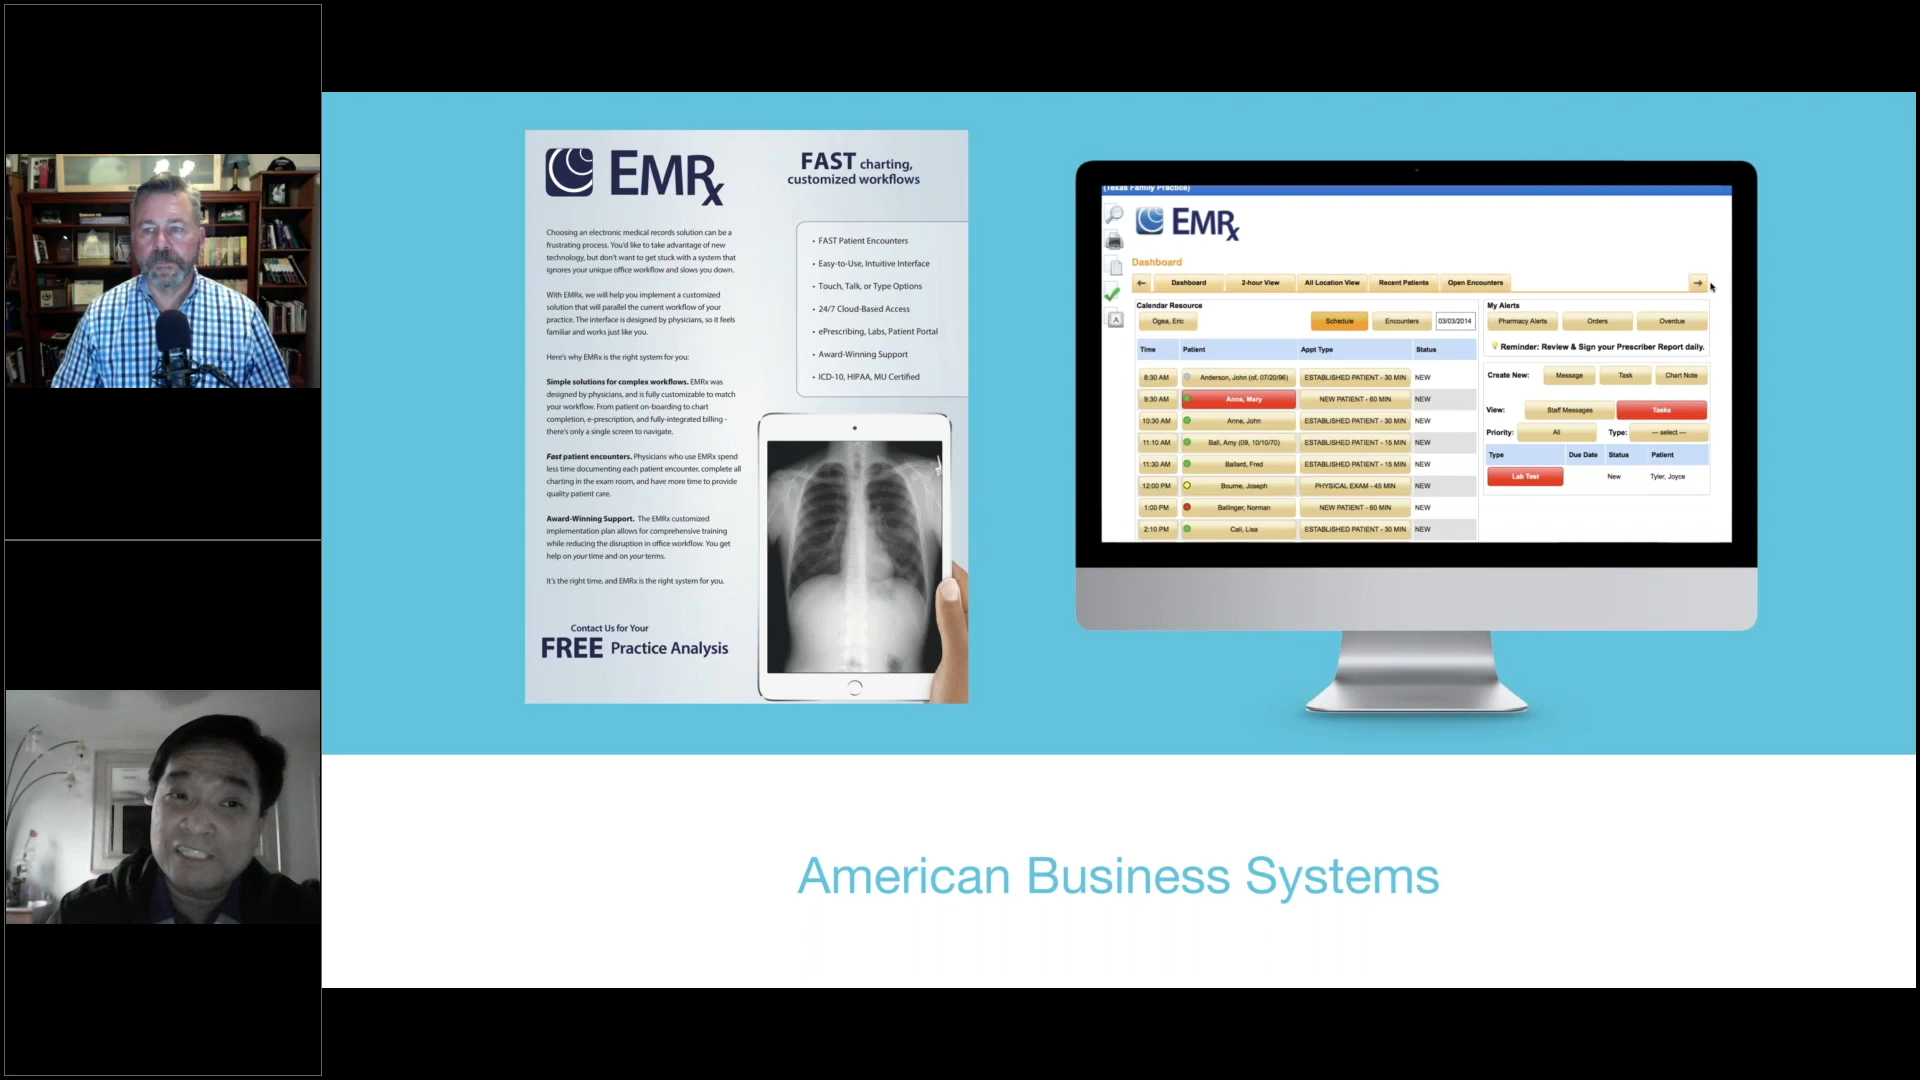 EMRx
FAST charting,
customized workflows
Choosing an electronic medical records solution can be a
frustrating process. You'd like to take advantage of new
technology, but don't want to get stuck with a system that
ignores your unique office workflow and slows you down.
With EMRx, we will help you implement a customized
solution that will parallel the current workflow of your
practice. The interface is designed by physicians, so it feels
familiar and works just like you.
Here's why EMRx is the right system for you:
Simple solutions for complex workflows. EMRx was
designed by physicians, and is fully customizable to match
your workflow. From patient on-boarding to chart
completion, e-prescription, and fully-integrated billing -
there's only a single screen to navigate.
Fast patient encounters. Physicians who use EMRx spend
less time documenting each patient encounter, complete all
charting in the exam room, and have more time to provide
quality patient care.
Award-Winning Support. The EMRx customized
implementation plan allows for comprehensive training
while reducing the disruption in office workflow. You get
help on your time and on your terms.
It's the right time, and EMRx is the right system for you.
Contact Us for Your
FREE Practice Analysis
• FAST Patient Encounters
• Easy-to-Use, Intuitive Interface
• Touch, Talk, or Type Options
• 24/7 Cloud-Based Access
• ePrescribing, Labs, Patient Portal
• Award-Winning Support
• ICD-10, HIPAA, MU Certified
(Texas Family Practice)
EMRx
Dashboard
Dashboard 2-hour View All Location View Recent Patients Open Encounters
Calendar Resource
Ogea, Eric Schedule Encounters 03/03/2014
Time Patient Appt Type Status
8:30 AM Anderson, John (of, 07/20/96) ESTABLISHED PATIENT - 30 MIN NEW
9:30 AM Anne, Mary NEW PATIENT - 60 MIN NEW
10:30 AM Anne, John ESTABLISHED PATIENT - 30 MIN NEW
11:10 AM Ball, Amy (09, 10/10/70) ESTABLISHED PATIENT - 15 MIN NEW
11:30 AM Ballard, Fred ESTABLISHED PATIENT - 15 MIN NEW
12:00 PM Bourne, Joseph PHYSICAL EXAM - 45 MIN NEW
1:00 PM Ballinger, Norman NEW PATIENT - 60 MIN NEW
2:10 PM Call, Lisa ESTABLISHED PATIENT - 30 MIN NEW
My Alerts
Pharmacy Alerts Orders Overdue
Reminder: Review & Sign your Prescriber Report daily.
Create New: Message Task Chart Note
View: Staff Messages Tasks
Priority: All Type: --- select ---
Type Due Date Status Patient
Lab Test New Tyler, Joyce
A
American Business Systems